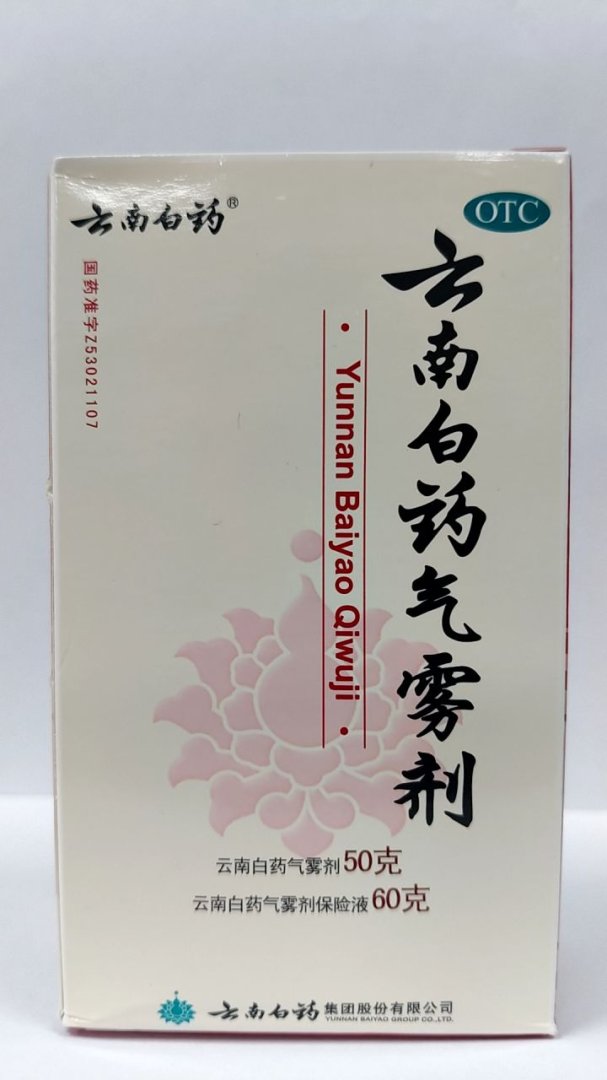 云南白药®
OTC
国药准字Z53021107
云南白药气雾剂
• Yunnan Baiyao Qiwuji •
云南白药气雾剂50克
云南白药气雾剂保险液60克
云南白药集团股份有限公司
YUNNAN BAIYAO GROUP CO.,LTD.